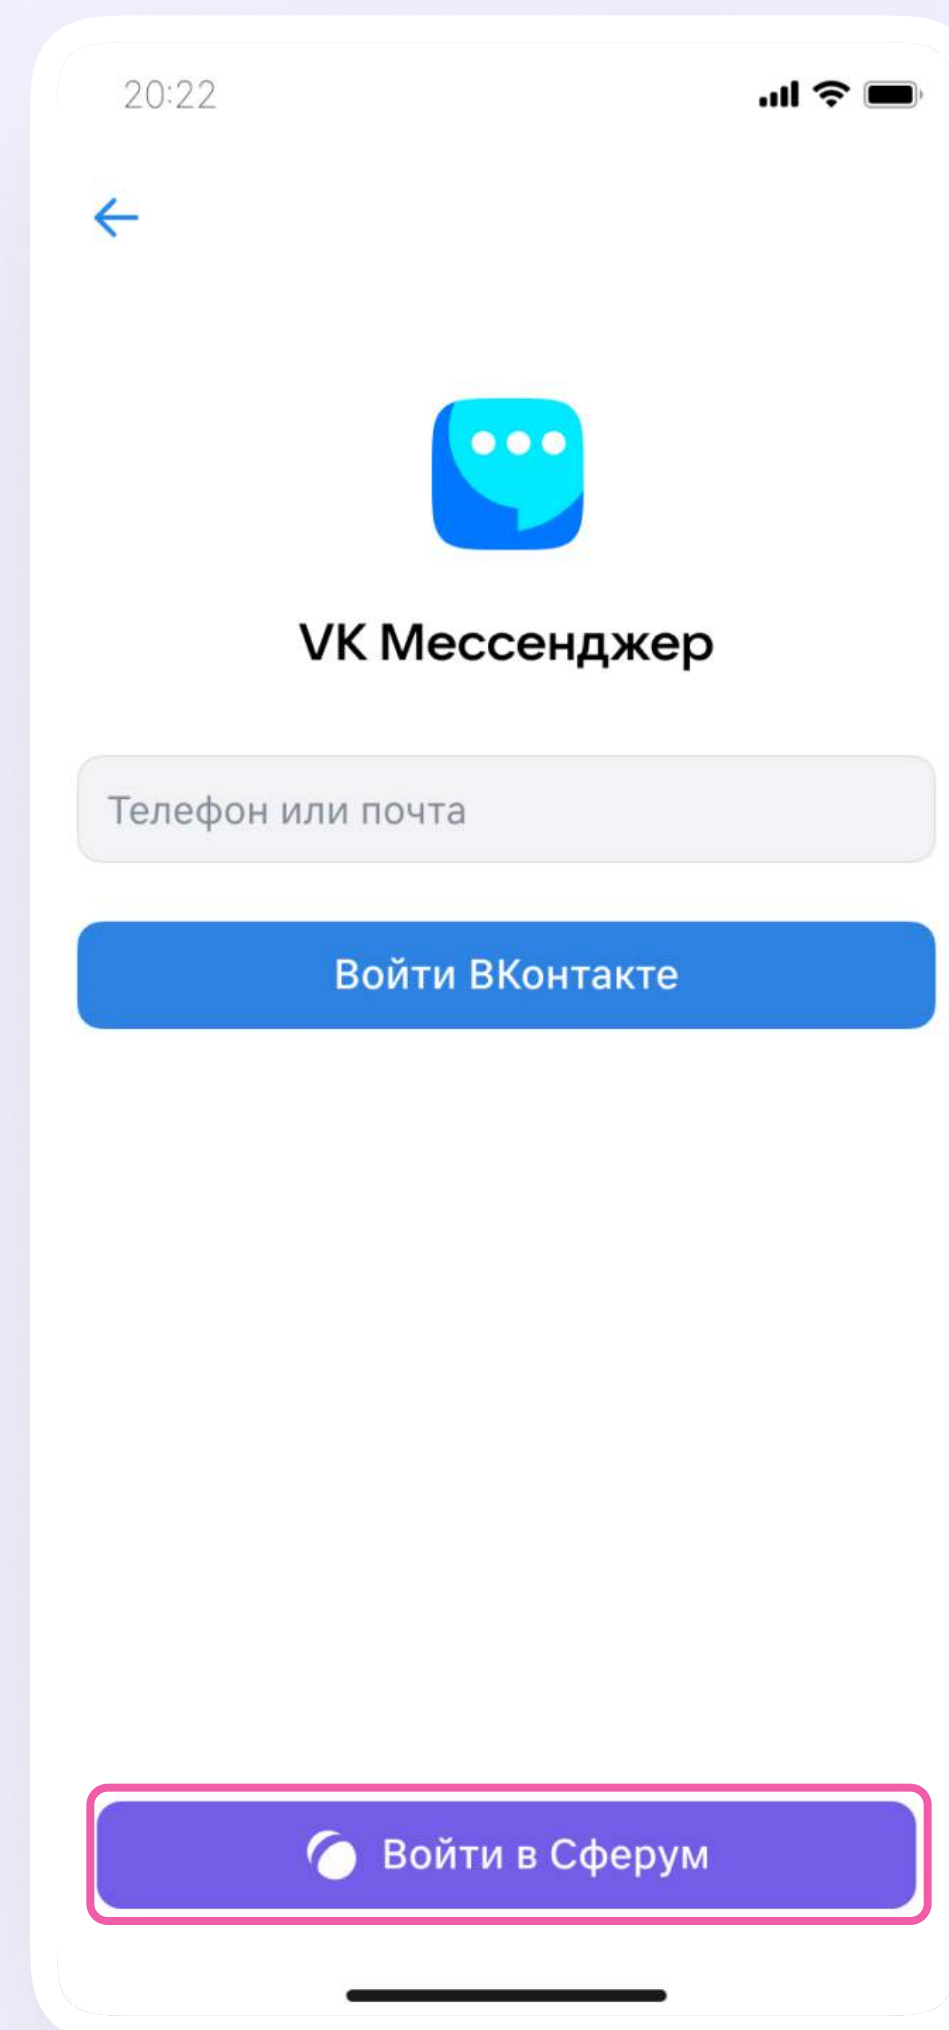 20:22
VK Мессенджер
Телефон или почта
Войти ВКонтакте
Войти в Сферум